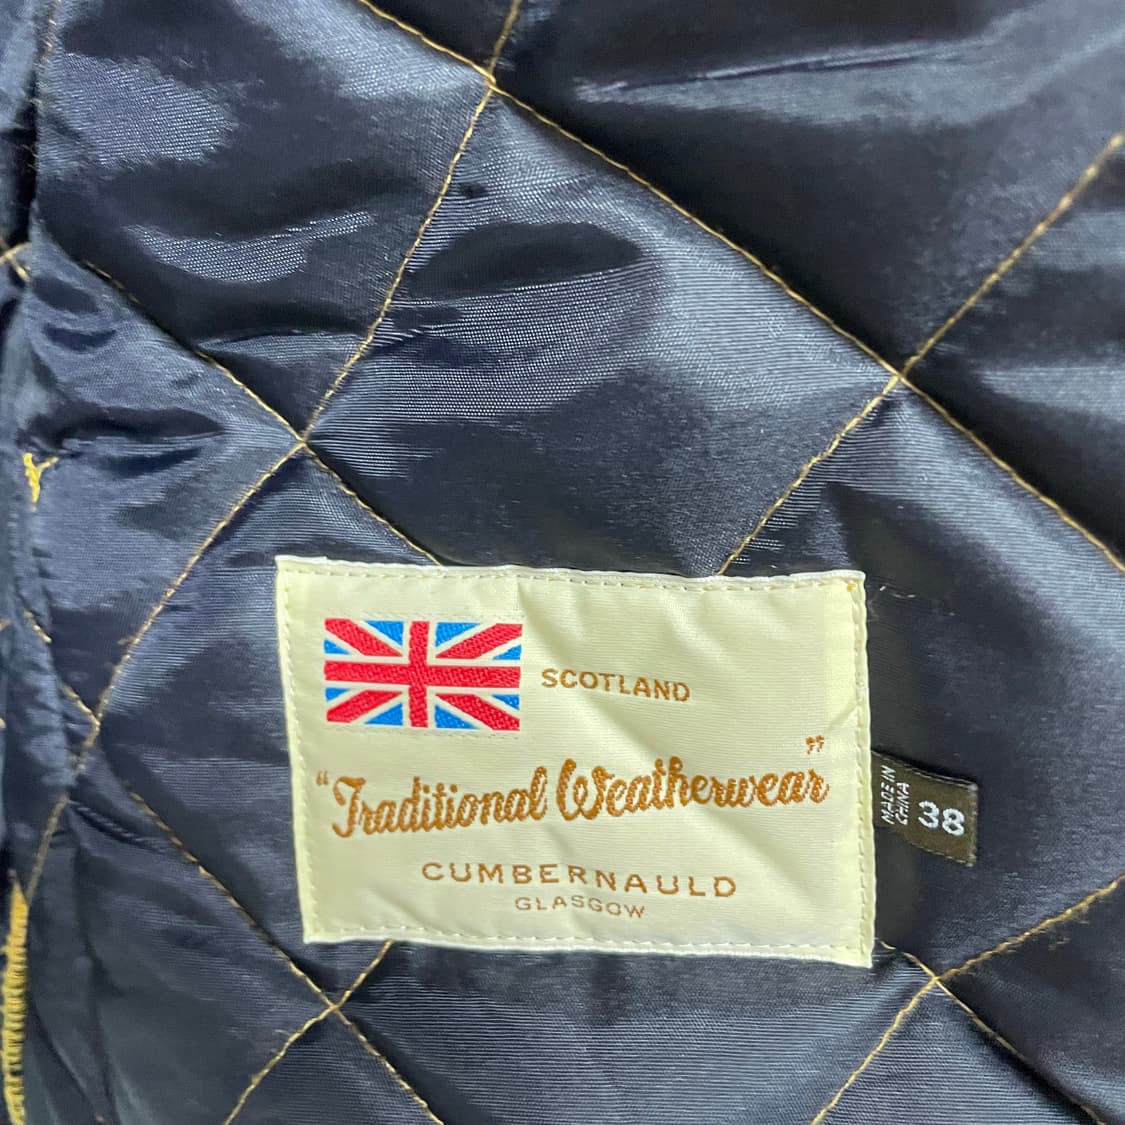 SCOTLAND
"Traditional Weatherwear"
CUMBERNAULD
GLASGOW
MADE IN
CHINA
38